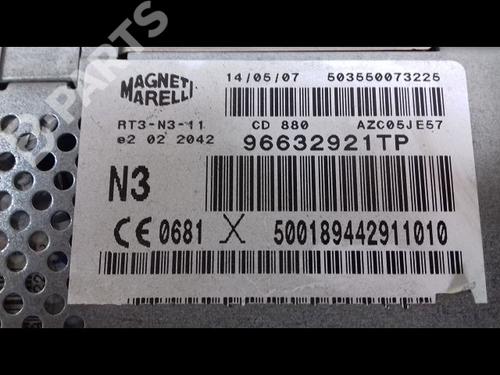 PARTS
MAGNETI
MARELLI
14/05/07 503550073225
RT3-N3-11 CD 880 AZC05JE57
e2 02 2042 96632921TP
N3
CE 0681 X 500189442911010